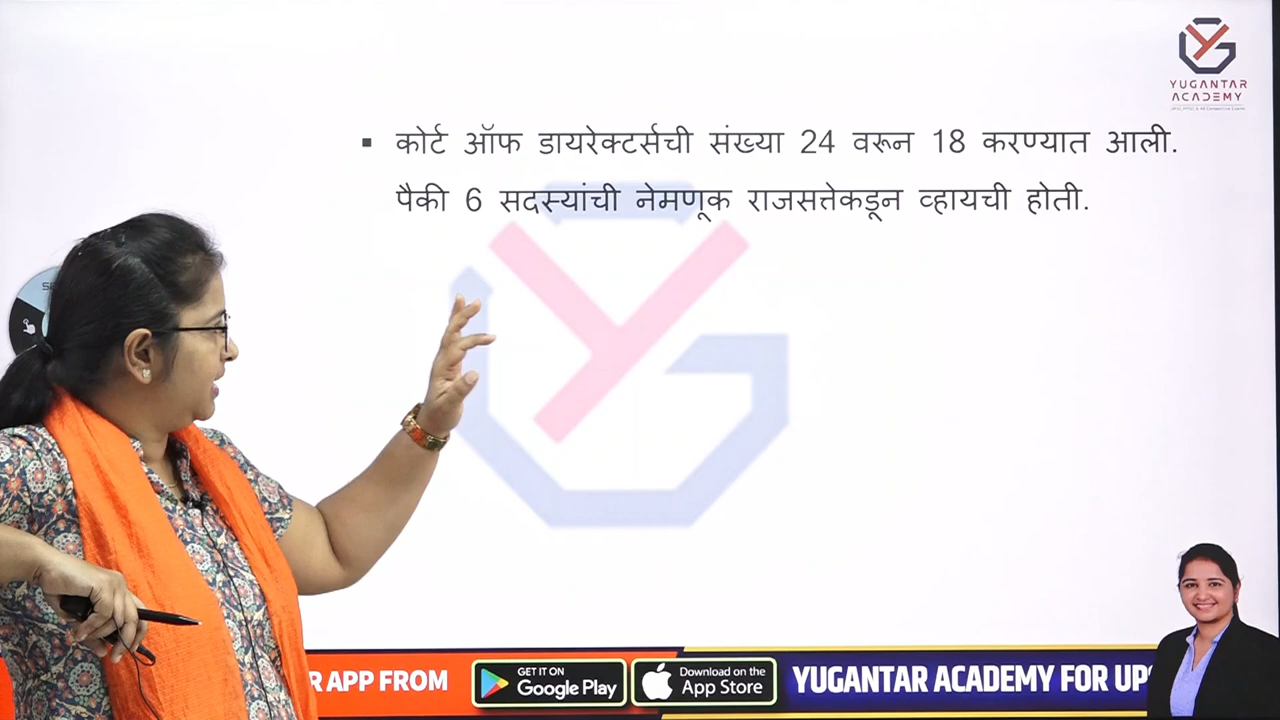 YUGANTAR
ACADEMY
▪ कोर्ट ऑफ डायरेक्टर्सची संख्या 24 वरून 18 करण्यात आली.
पैकी 6 सदस्यांची नेमणूक राजसत्तेकडून व्हायची होती.
R APP FROM
GET IT ON
Google Play
Download on the
App Store
YUGANTAR ACADEMY FOR UPS